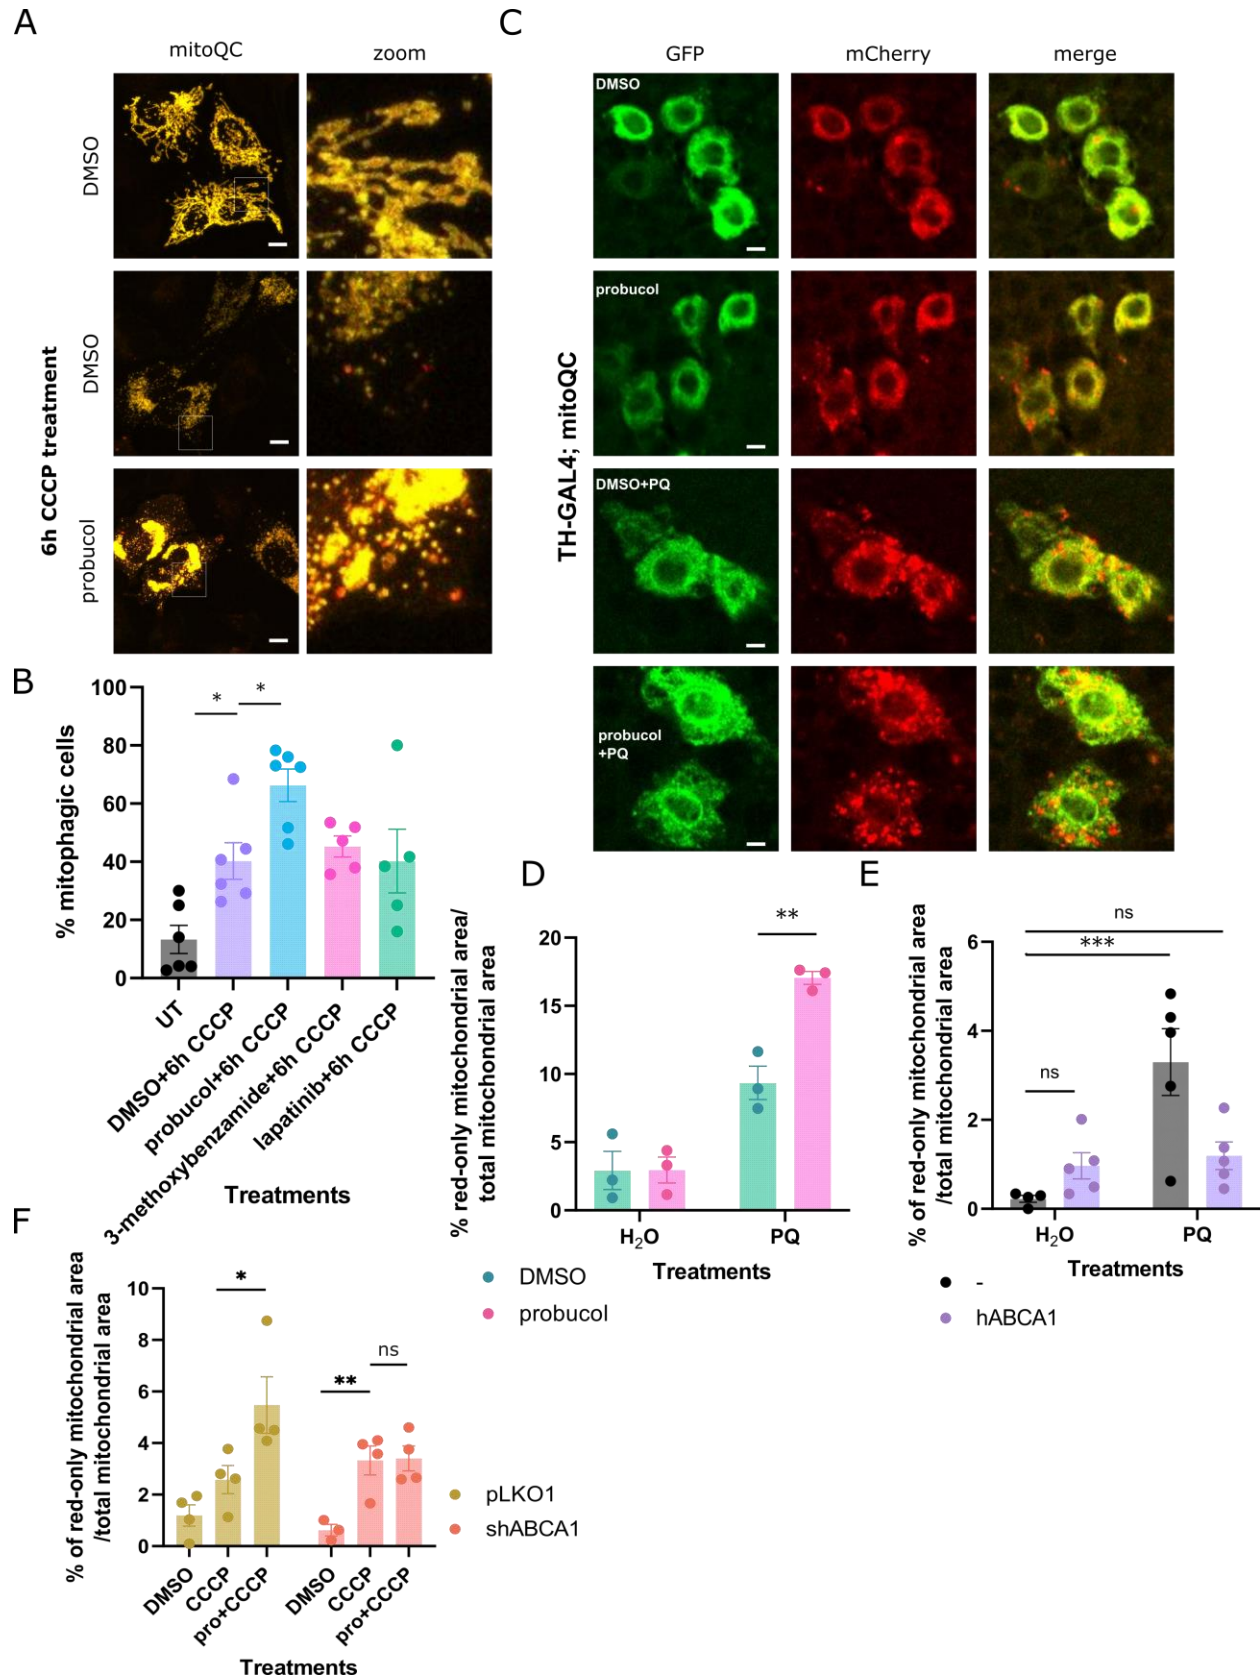 A
mitoQC
zoom
DMSO
6h CCCP treatment
DMSO
probucol
C
GFP
mCherry
merge
TH-GAL4; mitoQC
DMSO
probucol
DMSO+PQ
probucol
+PQ
B
% mitophagic cells
100
80
60
40
20
0
*
*
UT
DMSO+6h CCCP
probucol+6h CCCP
3-methoxybenzamide+6h CCCP
lapatinib+6h CCCP
Treatments
D
% red-only mitochondrial area/
total mitochondrial area
20
15
10
5
0
**
H₂O
PQ
Treatments
DMSO
probucol
E
% of red-only mitochondrial area
/total mitochondrial area
6
4
2
0
ns
***
ns
H₂O
PQ
Treatments
-
hABCA1
F
% of red-only mitochondrial area
/total mitochondrial area
10
8
6
4
2
0
*
**
ns
DMSO
CCCP
pro+CCCP
DMSO
CCCP
pro+CCCP
Treatments
pLKO1
shABCA1